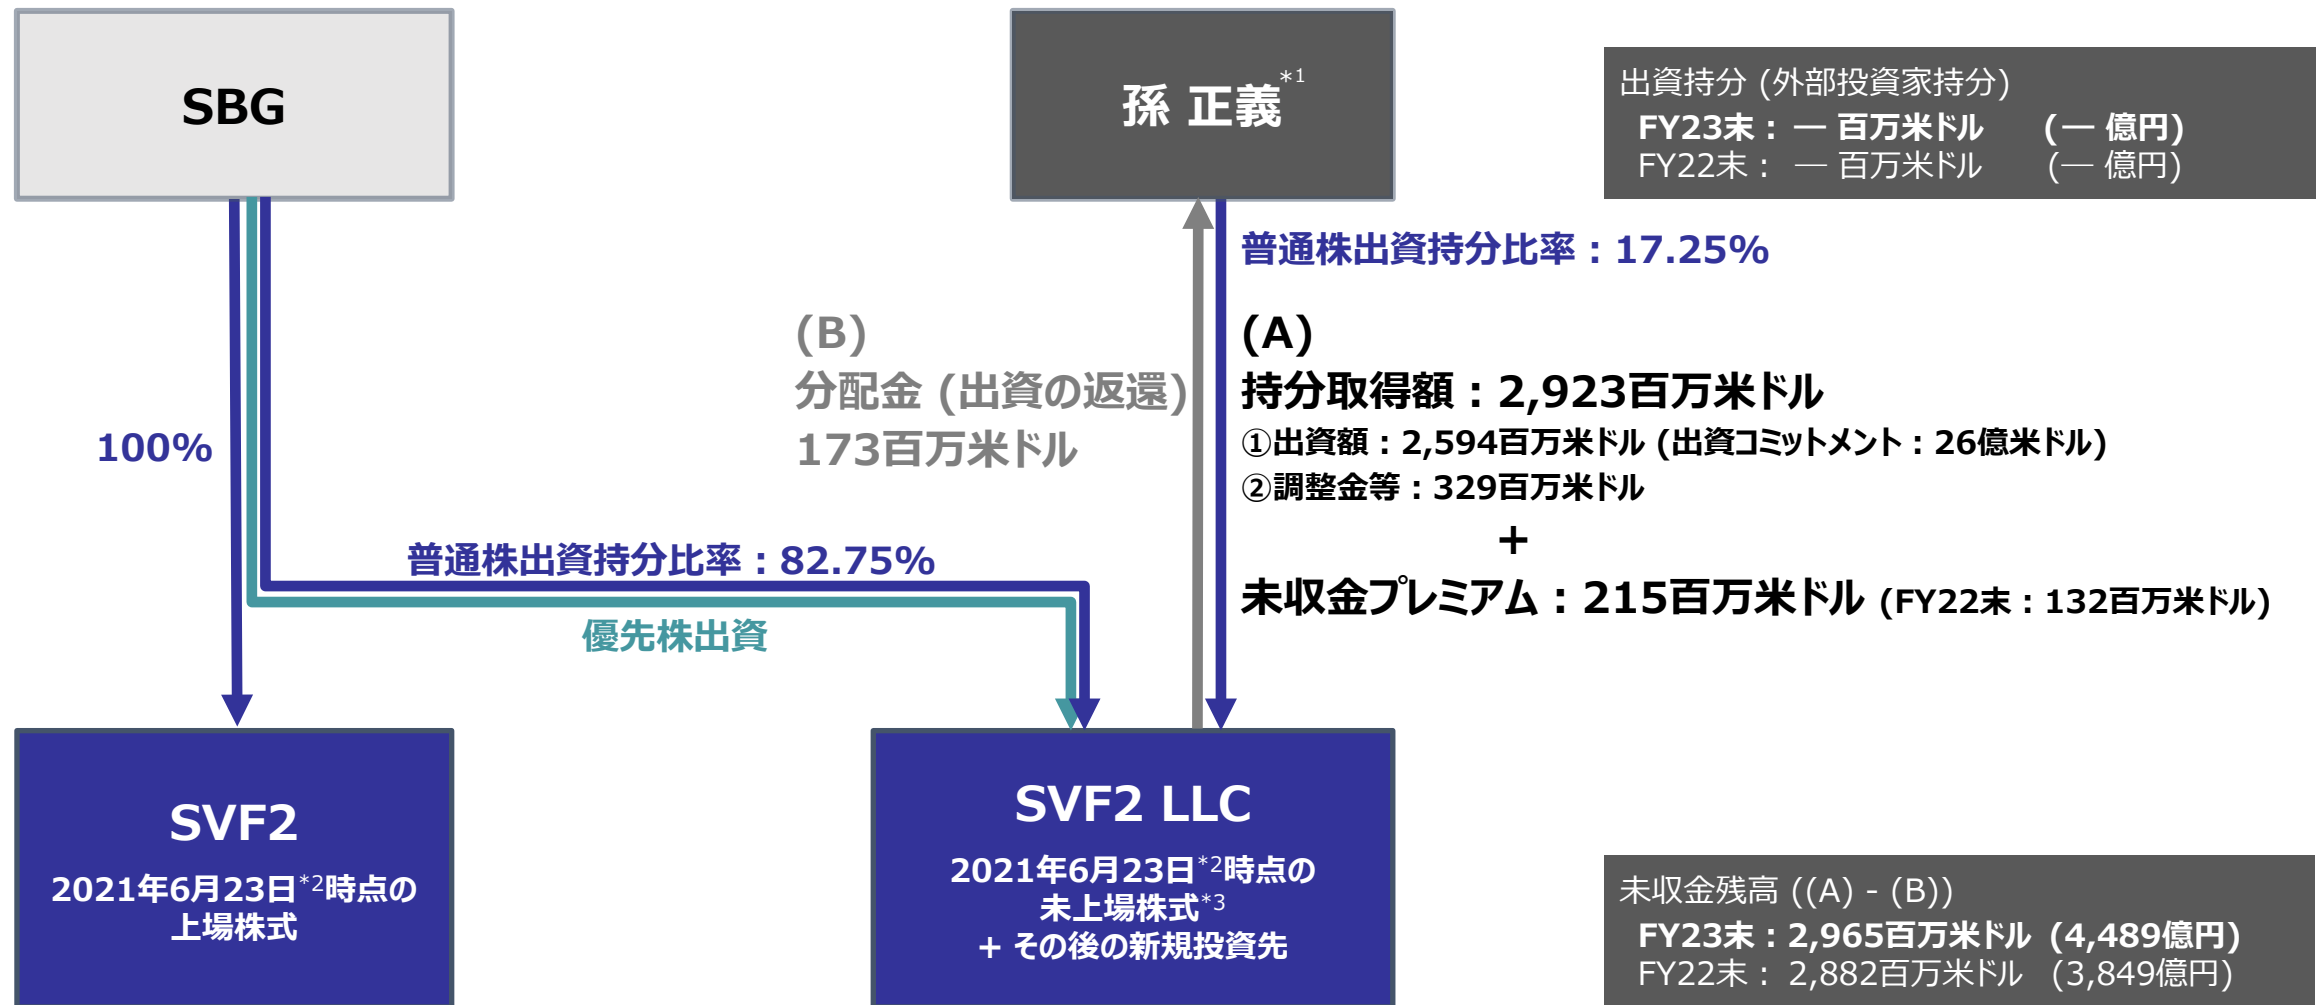 SBG
孫 正義*1
出資持分 (外部投資家持分)
FY23末： ― 百万米ドル (― 億円)
FY22末： ― 百万米ドル (― 億円)
普通株出資持分比率：17.25%
(B)
分配金 (出資の返還)
173百万米ドル
(A)
持分取得額：2,923百万米ドル
①出資額：2,594百万米ドル (出資コミットメント：26億米ドル)
②調整金等：329百万米ドル
+
未収金プレミアム：215百万米ドル (FY22末：132百万米ドル)
100%
普通株出資持分比率：82.75%
優先株出資
SVF2
2021年6月23日*2時点の
上場株式
SVF2 LLC
2021年6月23日*2時点の
未上場株式*3
+ その後の新規投資先
未収金残高 ((A) - (B))
FY23末：2,965百万米ドル (4,489億円)
FY22末： 2,882百万米ドル (3,849億円)